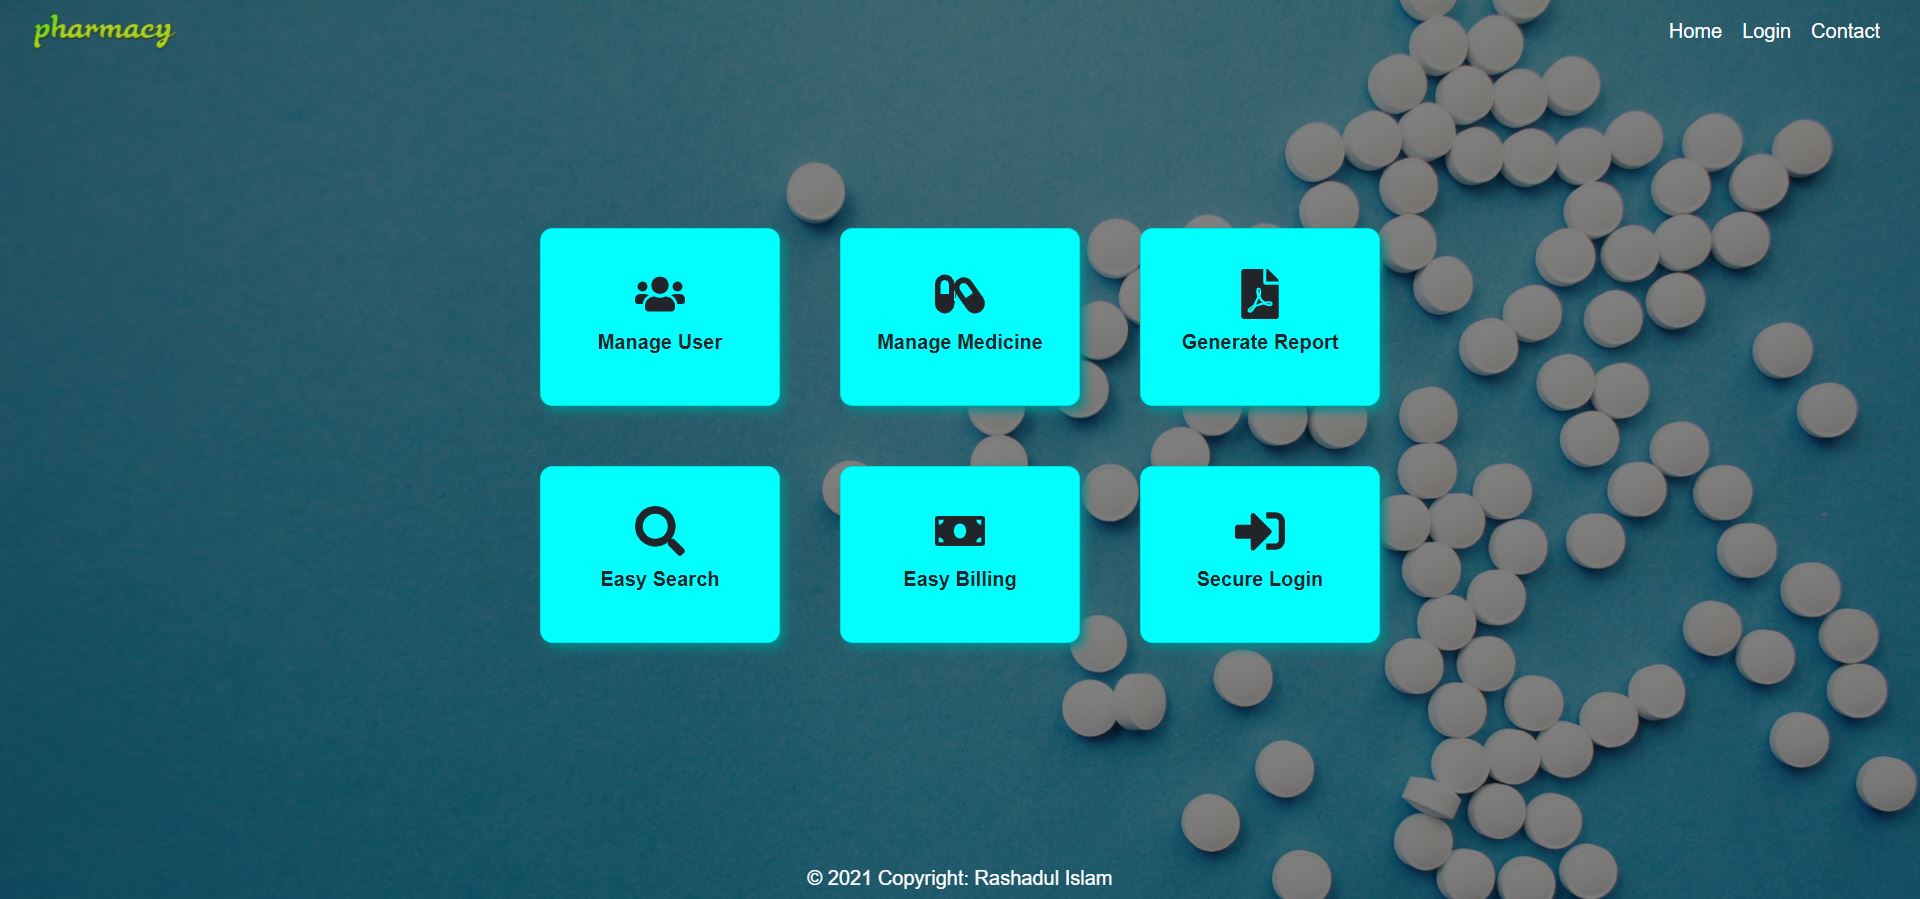 pharmacy
Home Login Contact
Manage User
Manage Medicine
Generate Report
Easy Search
Easy Billing
Secure Login
© 2021 Copyright: Rashadul Islam